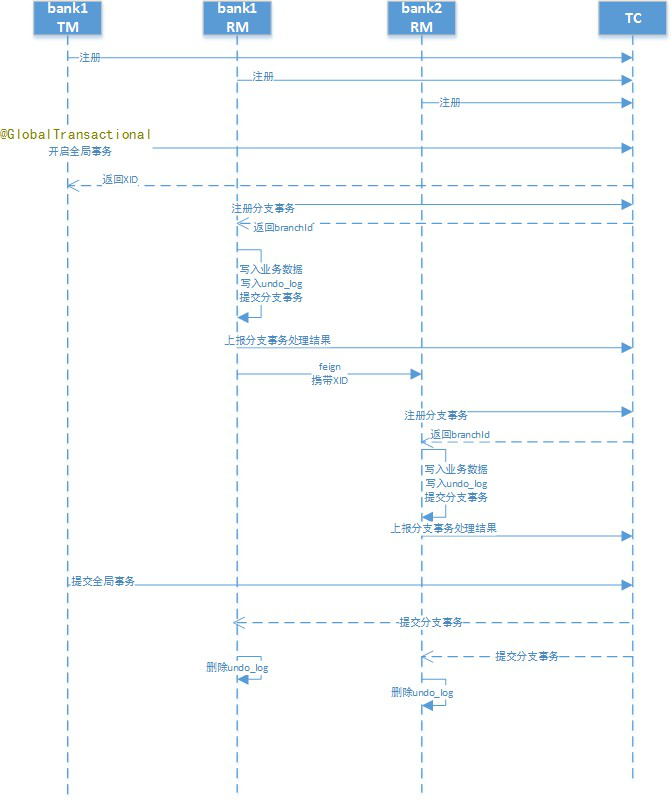 bank1
TM
bank1
RM
bank2
RM
TC
注册
注册
注册
@GlobalTransactional
开启全局事务
返回XID
注册分支事务
返回branchId
写入业务数据
写入undo_log
提交分支事务
上报分支事务处理结果
feign
携带XID
注册分支事务
返回branchId
写入业务数据
写入undo_log
提交分支事务
上报分支事务处理结果
提交全局事务
提交分支事务
提交分支事务
删除undo_log
删除undo_log